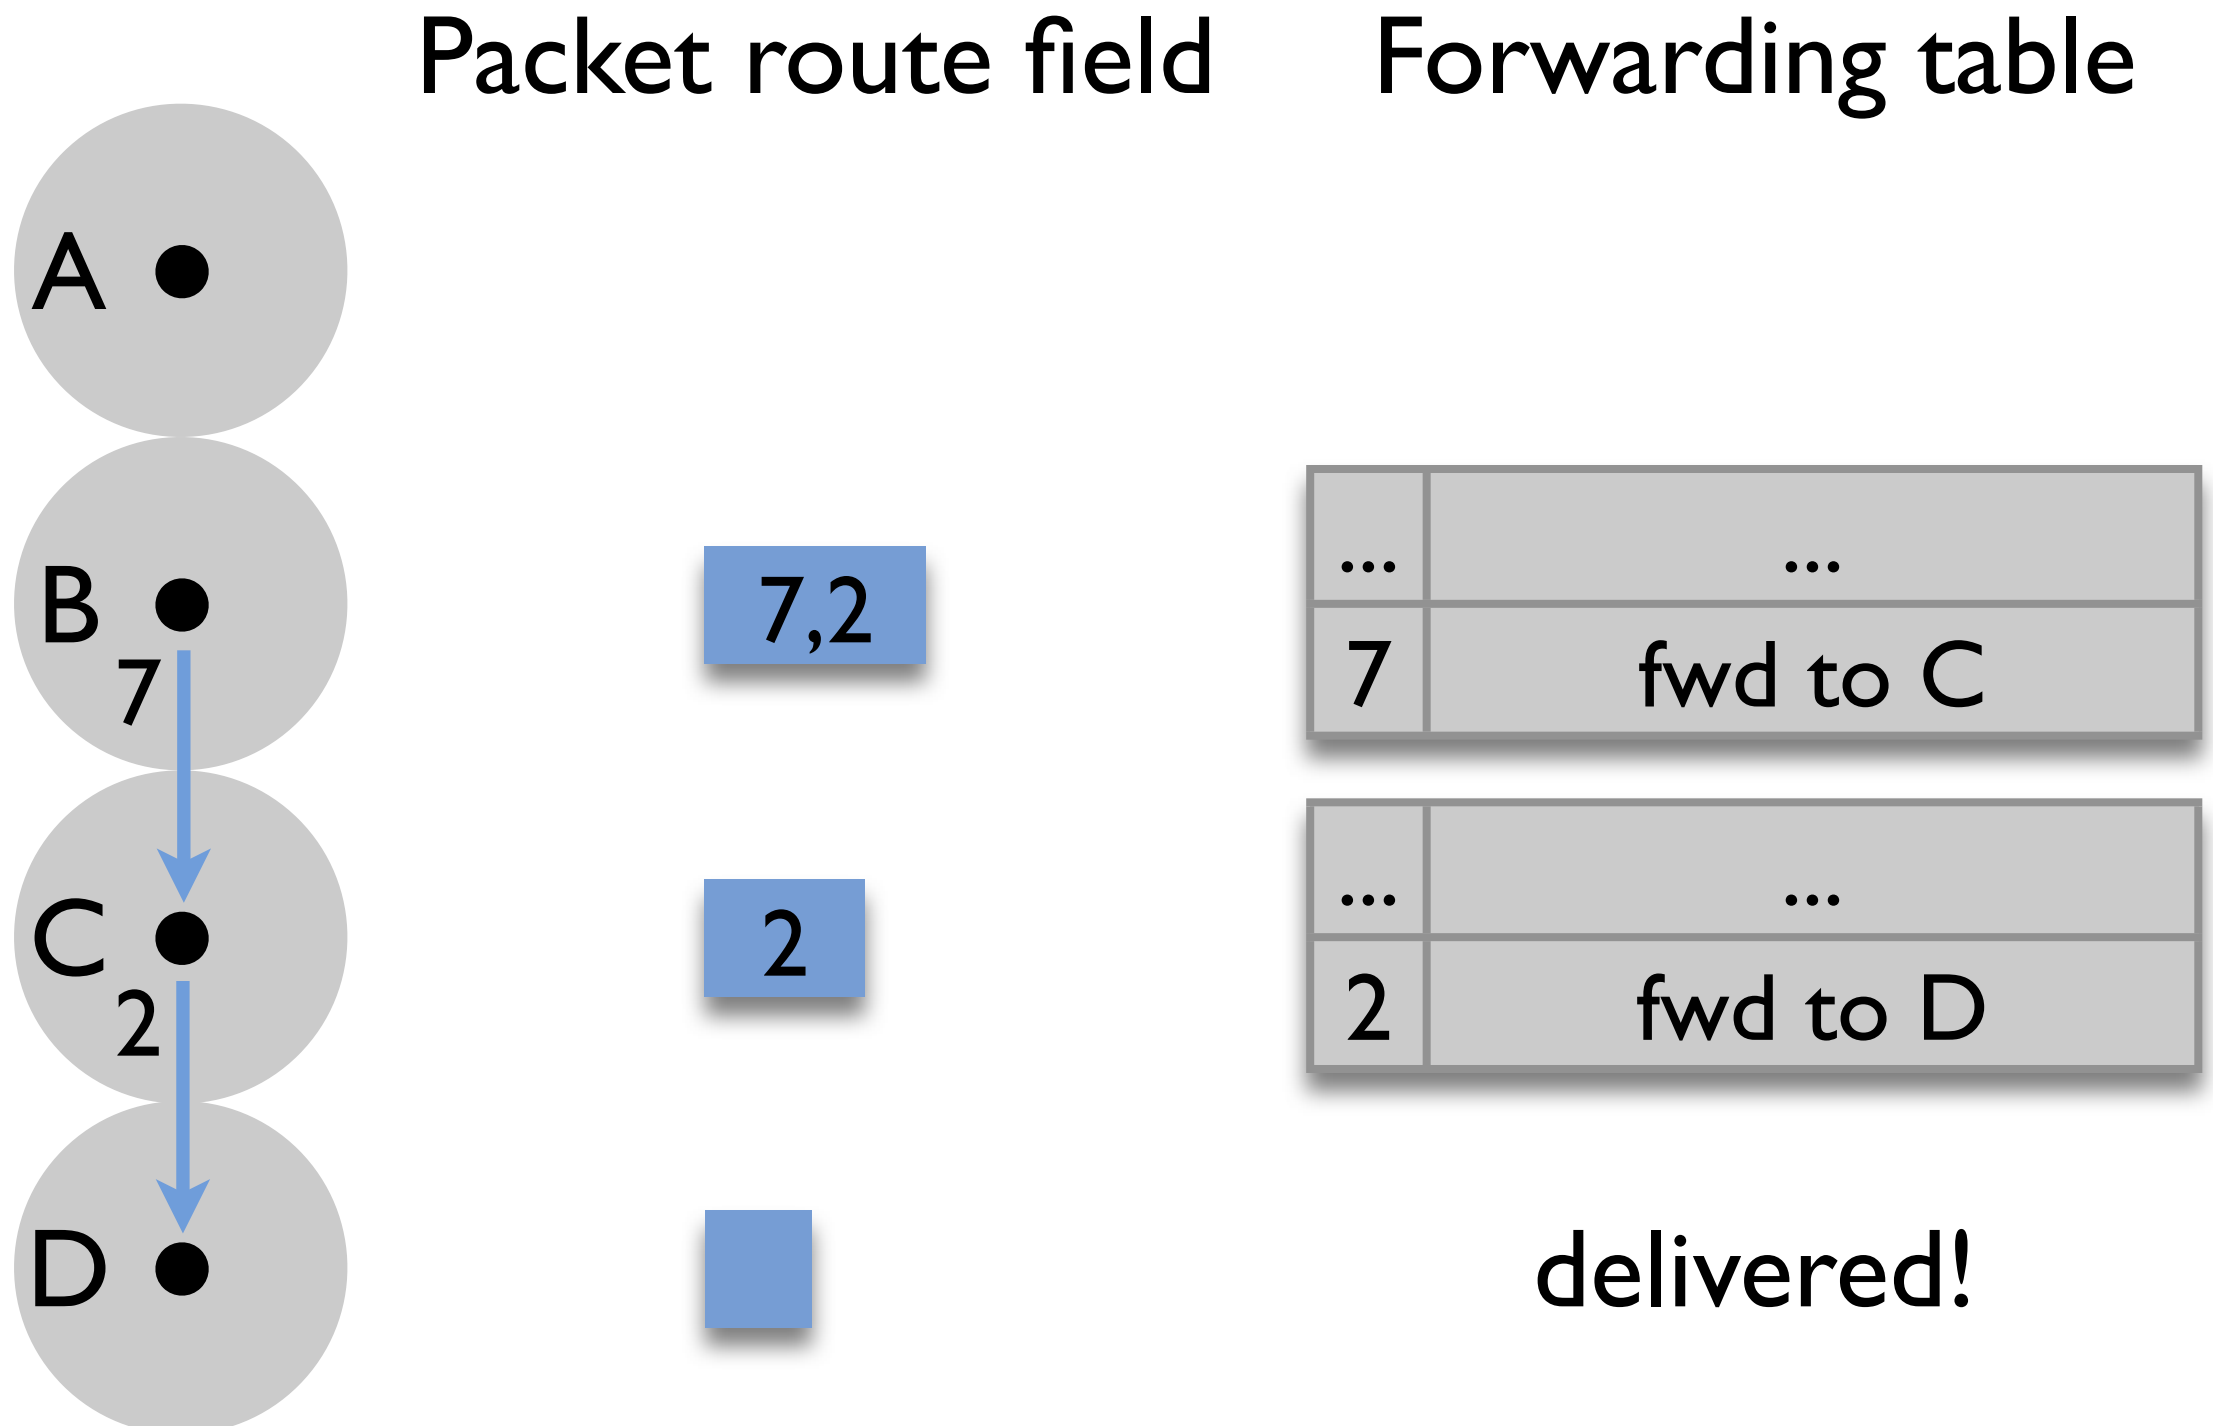 Packet route field
Forwarding table
A
B
7
7,2
... ...
7 fwd to C
C
2
2
... ...
2 fwd to D
D
delivered!